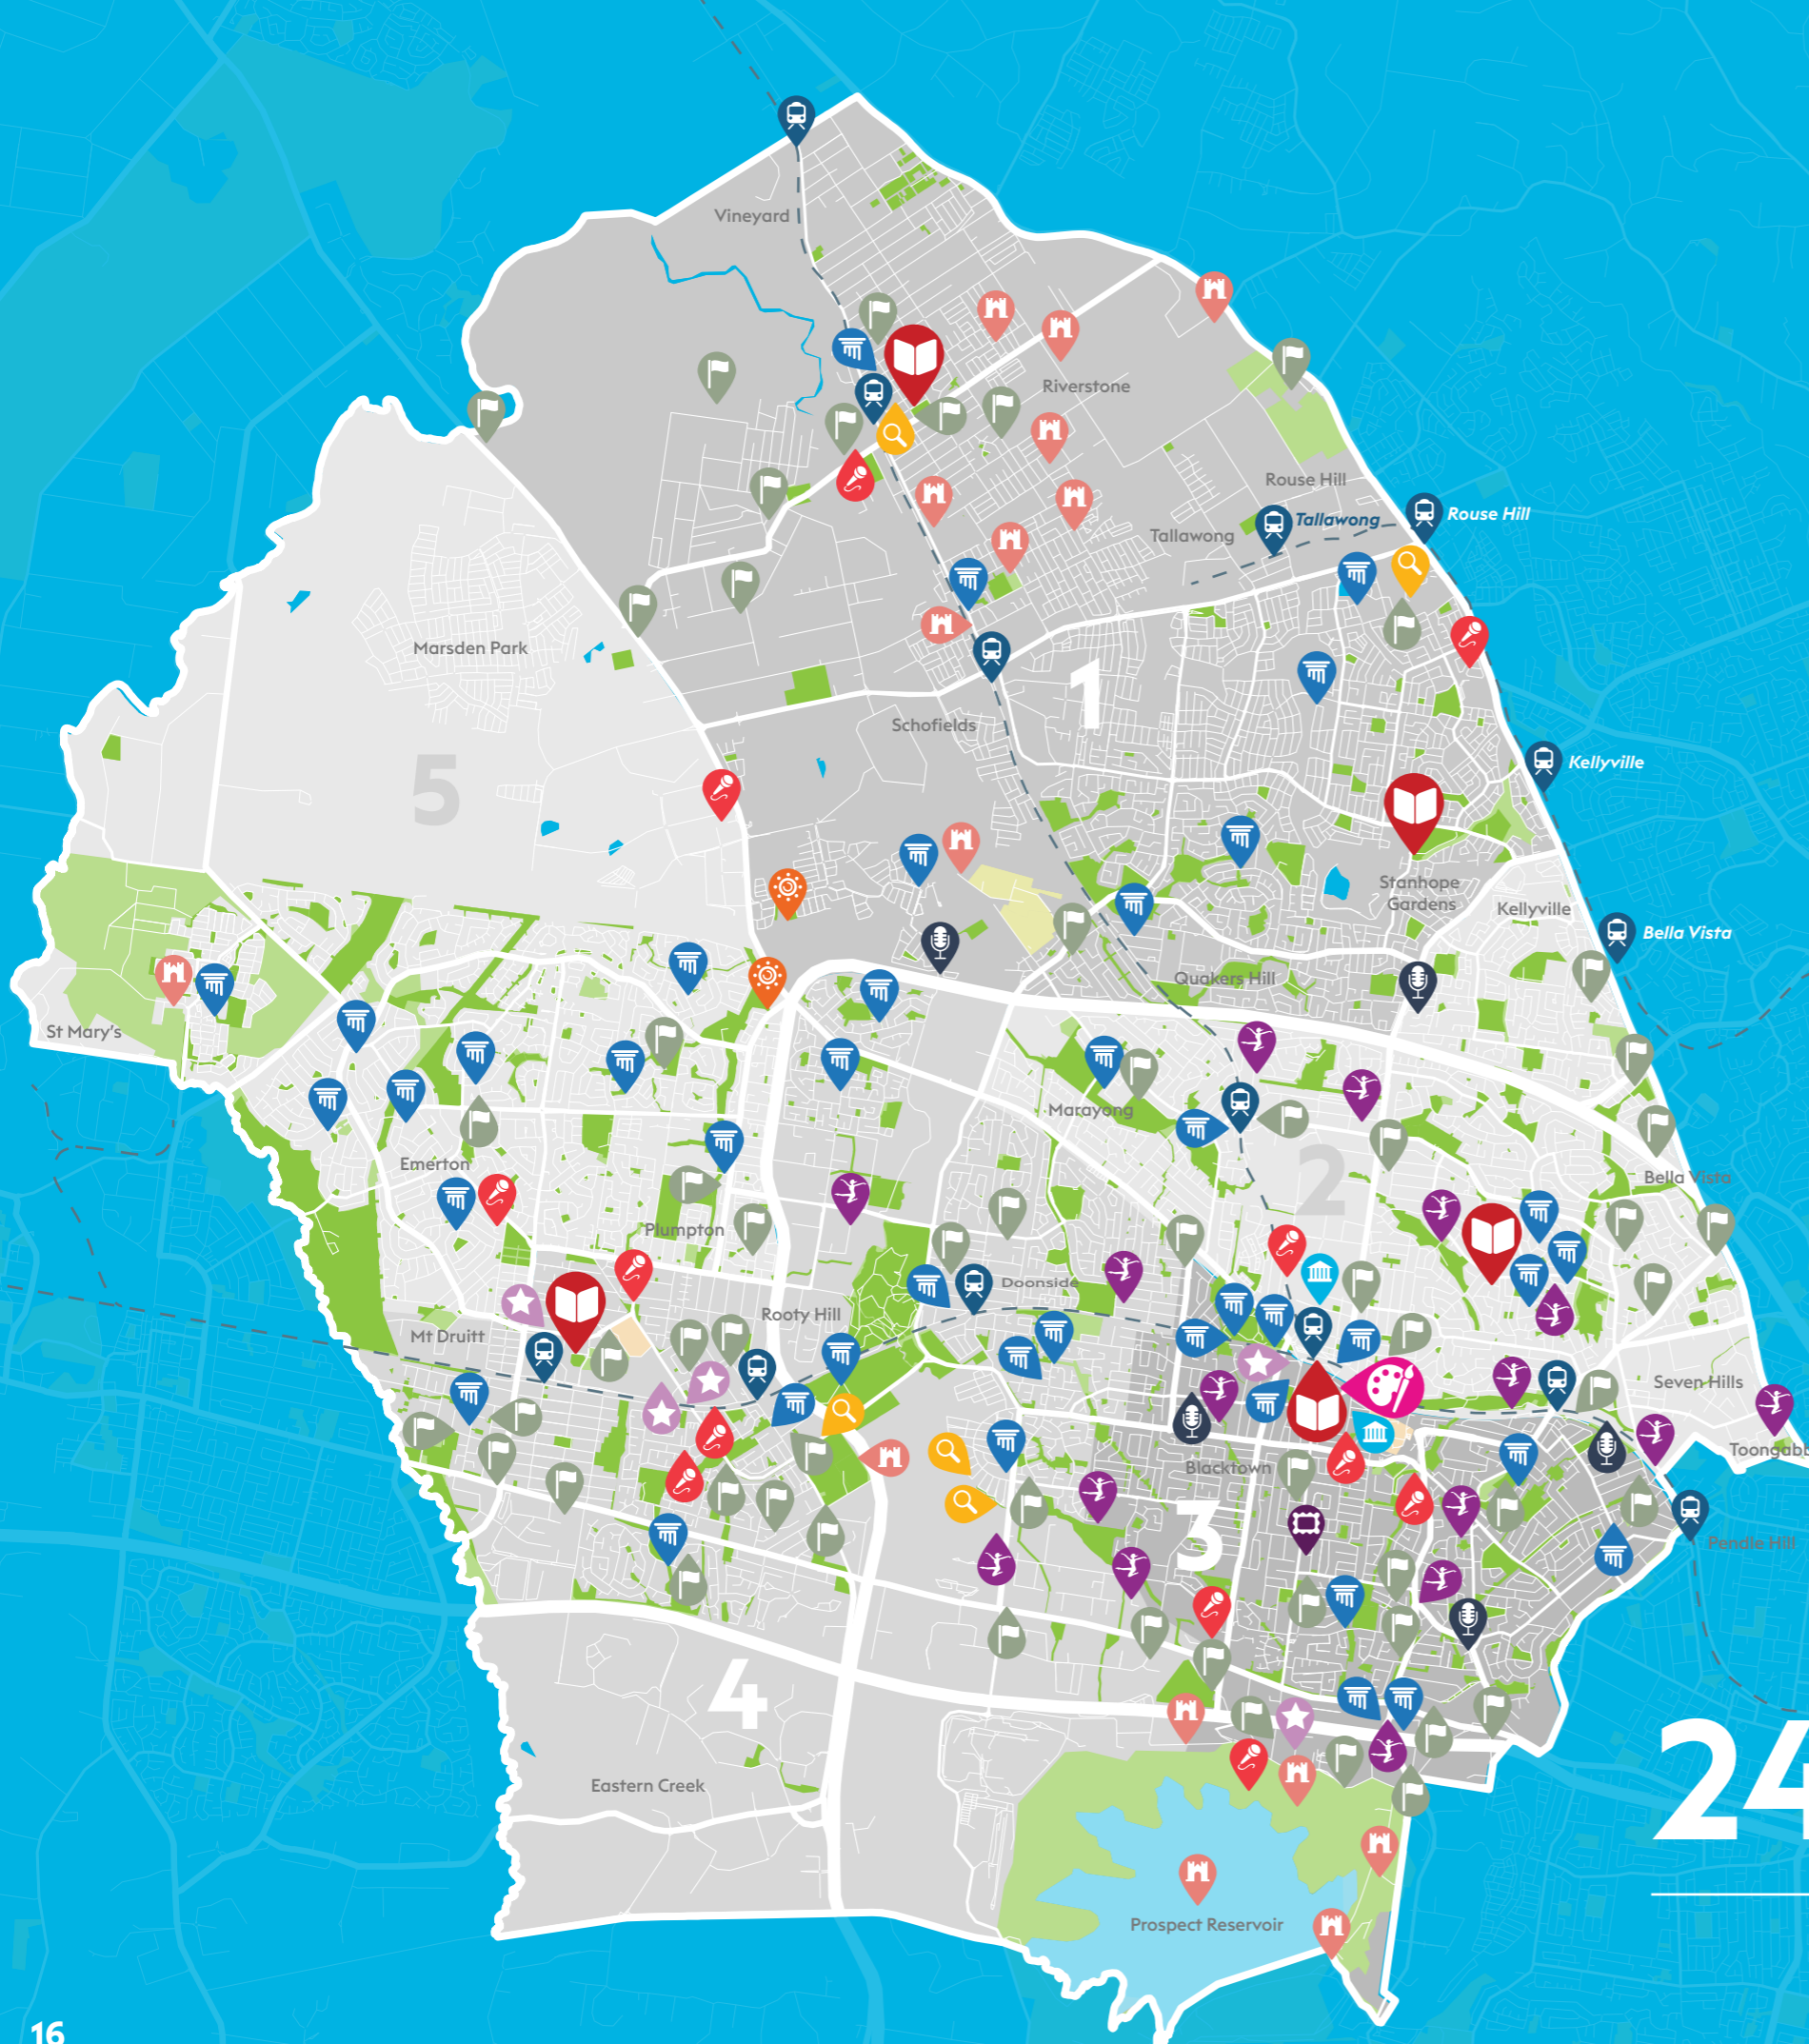 Vineyard
Riverstone
Rouse Hill
Rouse Hill
Tallawong
Tallawong
Marsden Park
1
Schofields
Kellyville
5
Stanhope
Gardens
Kellyville
Bella Vista
Quakers Hill
St Mary's
Marayong
Emerton
2
Bella Vista
Plumpton
Doonside
Rooty Hill
Mt Druitt
Seven Hills
Blacktown
3
Pendle Hill
4
24
Eastern Creek
Prospect Reservoir
16